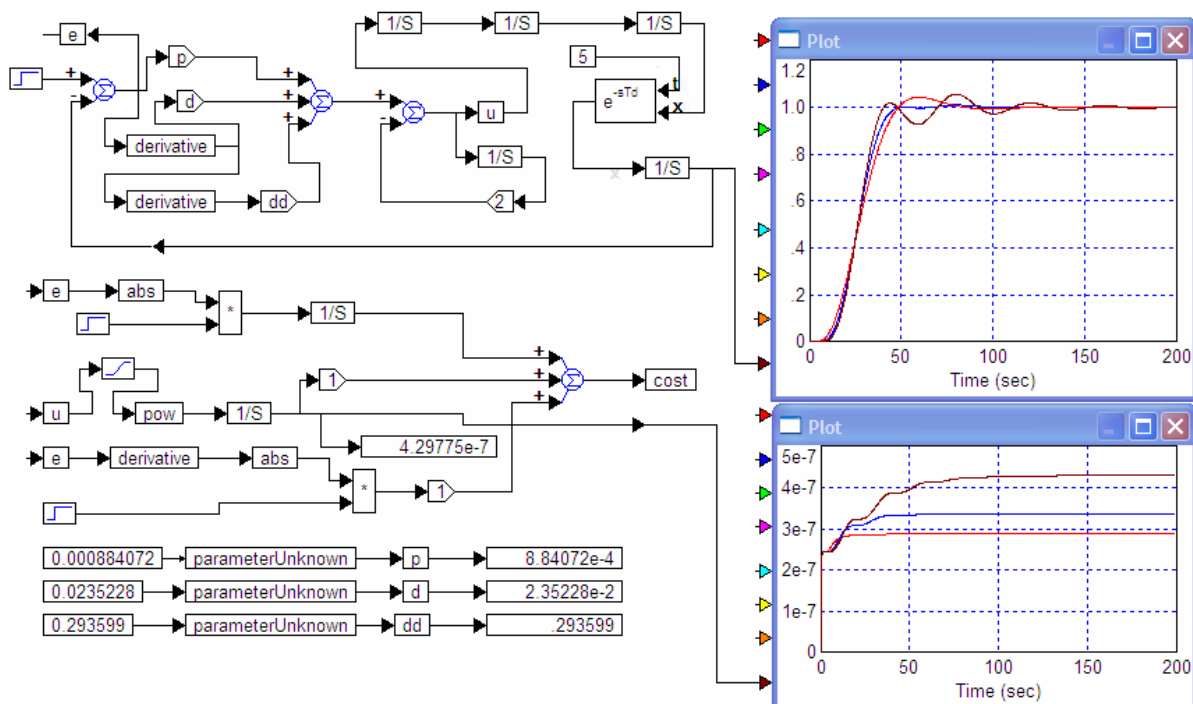 e
1/S
1/S
1/S
+
-
Σ
p
d
derivative
derivative
dd
+
+
+
Σ
+
-
Σ
u
1/S
2
5
e-sTd
t
x
x
1/S
Plot
1.2
1.0
.8
.6
.4
.2
0
0
50
100
150
200
Time (sec)
e
abs
*
1/S
u
pow
1/S
1
+
+
+
Σ
cost
4.29775e-7
e
derivative
abs
*
1
0.000884072
parameterUnknown
p
8.84072e-4
0.0235228
parameterUnknown
d
2.35228e-2
0.293599
parameterUnknown
dd
.293599
Plot
5e-7
4e-7
3e-7
2e-7
1e-7
0
0
50
100
150
200
Time (sec)